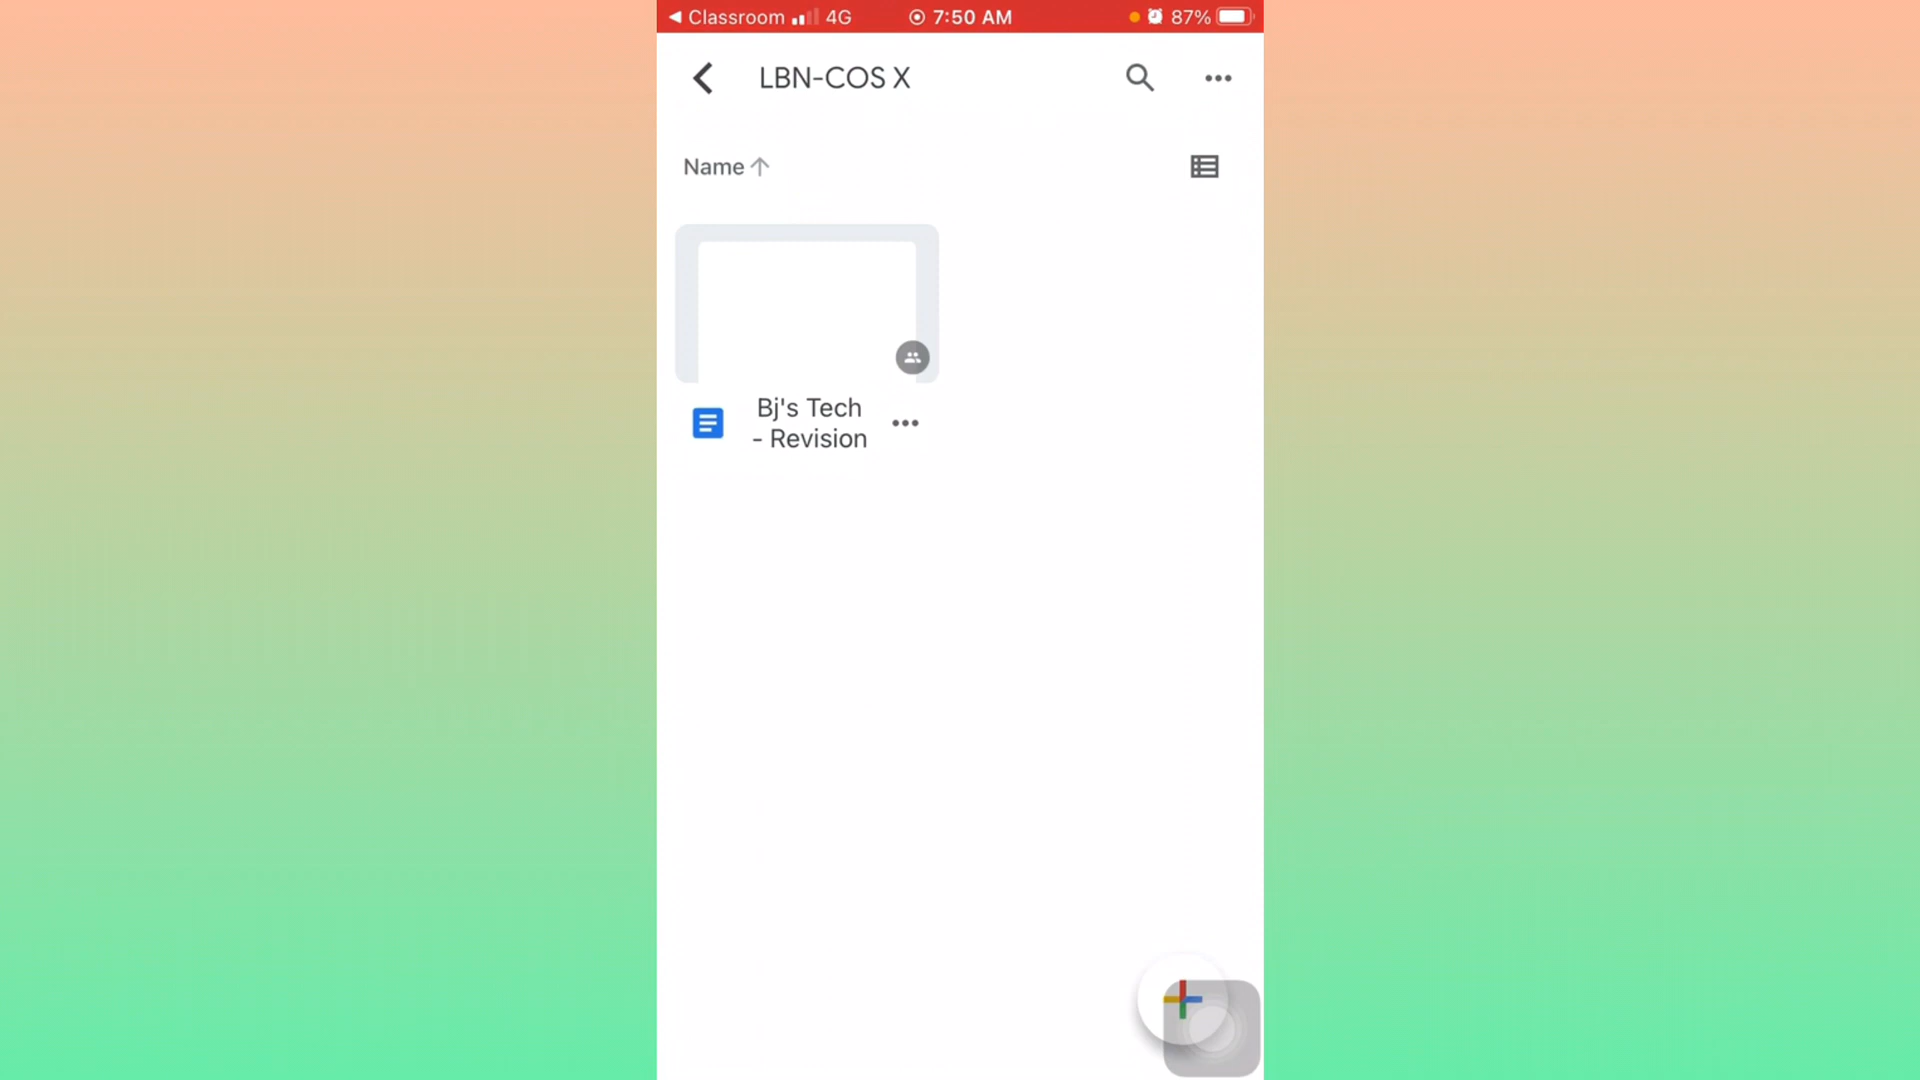 Classroom 4G 7:50 AM 87%
LBN-COS X
Name
Bj's Tech
- Revision